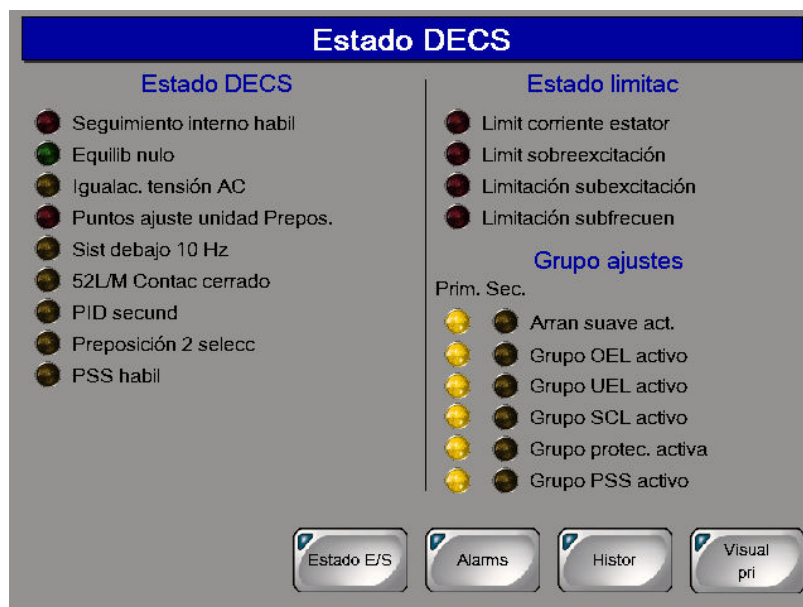 Estado DECS
Estado DECS
Seguimiento interno habil
Equilib nulo
Igualac. tensión AC
Puntos ajuste unidad Prepos.
Sist debajo 10 Hz
52L/M Contac cerrado
PID secund
Preposición 2 selecc
PSS habil
Estado limitac
Limit corriente estator
Limit sobreexcitación
Limitación subexcitación
Limitación subfrecuen
Grupo ajustes
Prim. Sec.
Arran suave act.
Grupo OEL activo
Grupo UEL activo
Grupo SCL activo
Grupo protec. activa
Grupo PSS activo
Estado E/S
Alarms
Histor
Visual
pri